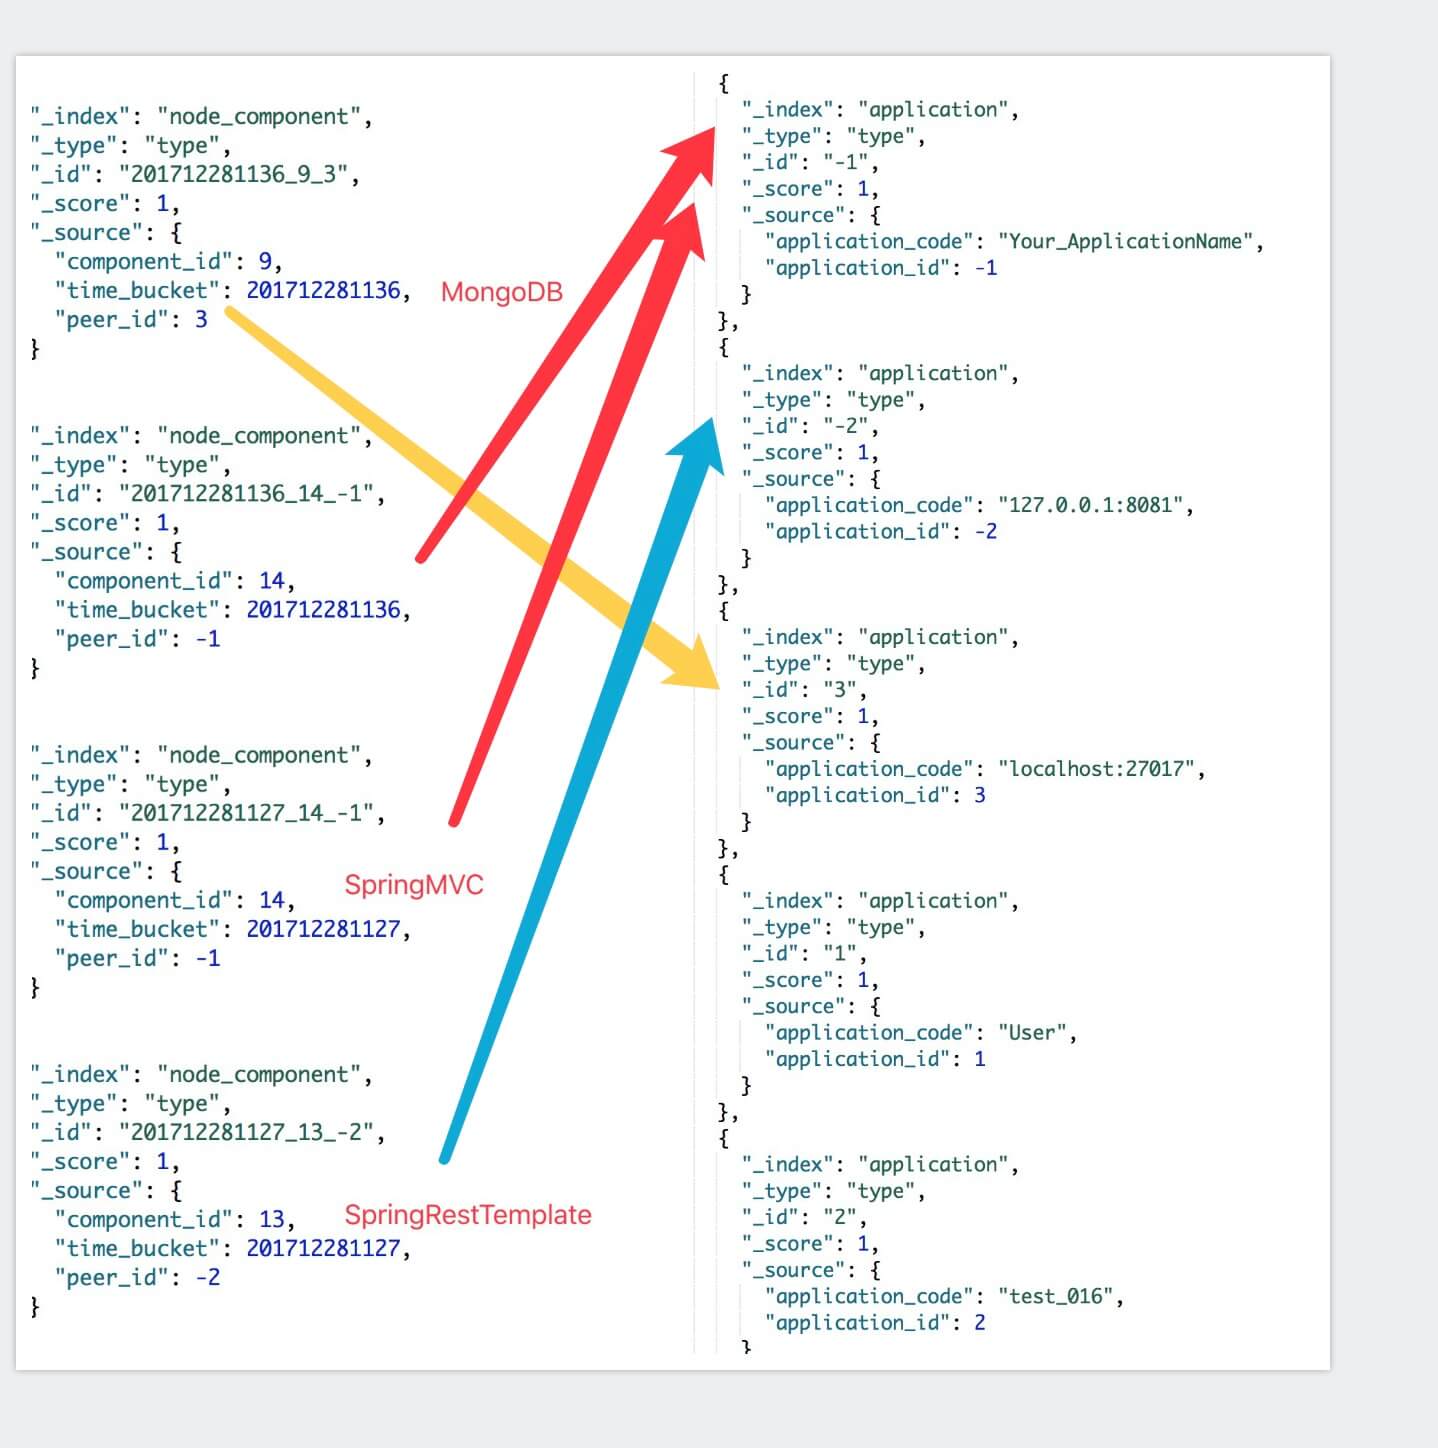 "_index": "node_component",
"_type": "type",
"_id": "201712281136_9_3",
"_score": 1,
"_source": {
"component_id": 9,
"time_bucket": 201712281136,
MongoDB
"peer_id": 3
}
"_index": "node_component",
"_type": "type",
"_id": "201712281136_14_-1",
"_score": 1,
"_source": {
"component_id": 14,
"time_bucket": 201712281136,
"peer_id": -1
}
"_index": "node_component",
"_type": "type",
"_id": "201712281127_14_-1",
"_score": 1,
"_source": {
SpringMVC
"component_id": 14,
"time_bucket": 201712281127,
"peer_id": -1
}
"_index": "node_component",
"_type": "type",
"_id": "201712281127_13_-2",
"_score": 1,
"_source": {
"component_id": 13,
SpringRestTemplate
"time_bucket": 201712281127,
"peer_id": -2
}
{
"_index": "application",
"_type": "type",
"_id": "-1",
"_score": 1,
"_source": {
"application_code": "Your_ApplicationName",
"application_id": -1
}
},
{
"_index": "application",
"_type": "type",
"_id": "-2",
"_score": 1,
"_source": {
"application_code": "127.0.0.1:8081",
"application_id": -2
}
},
{
"_index": "application",
"_type": "type",
"_id": "3",
"_score": 1,
"_source": {
"application_code": "localhost:27017",
"application_id": 3
}
},
{
"_index": "application",
"_type": "type",
"_id": "1",
"_score": 1,
"_source": {
"application_code": "User",
"application_id": 1
}
},
{
"_index": "application",
"_type": "type",
"_id": "2",
"_score": 1,
"_source": {
"application_code": "test_016",
"application_id": 2
}